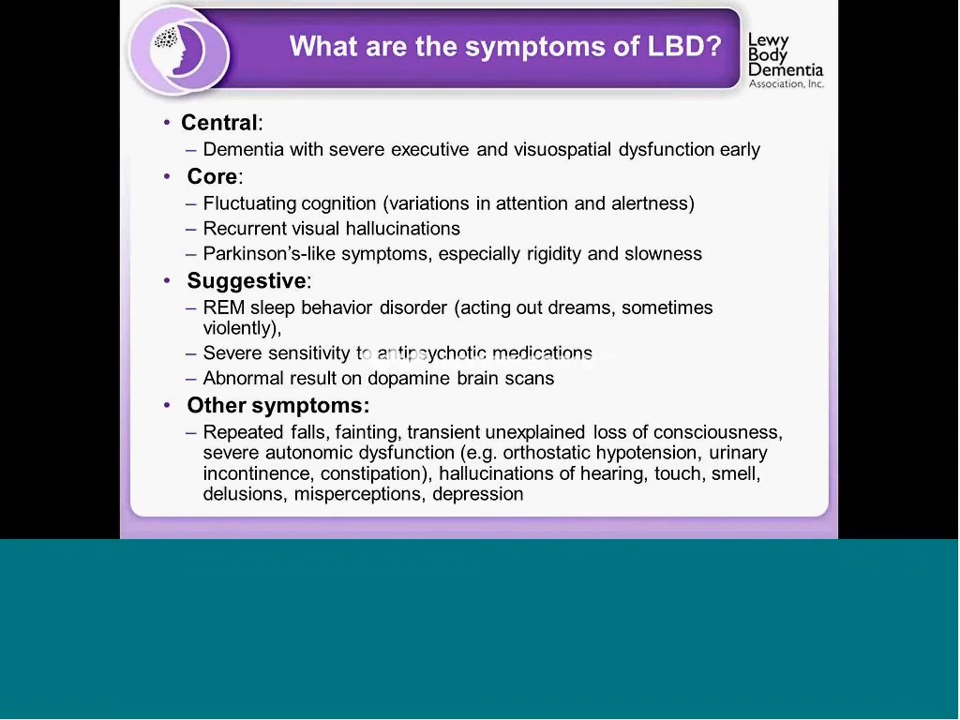 What are the symptoms of LBD?
Lewy
Body
Dementia
Association, Inc.
• Central:
– Dementia with severe executive and visuospatial dysfunction early
• Core:
– Fluctuating cognition (variations in attention and alertness)
– Recurrent visual hallucinations
– Parkinson's-like symptoms, especially rigidity and slowness
• Suggestive:
– REM sleep behavior disorder (acting out dreams, sometimes
violently),
– Severe sensitivity to antipsychotic medications
– Abnormal result on dopamine brain scans
• Other symptoms:
– Repeated falls, fainting, transient unexplained loss of consciousness,
severe autonomic dysfunction (e.g. orthostatic hypotension, urinary
incontinence, constipation), hallucinations of hearing, touch, smell,
delusions, misperceptions, depression